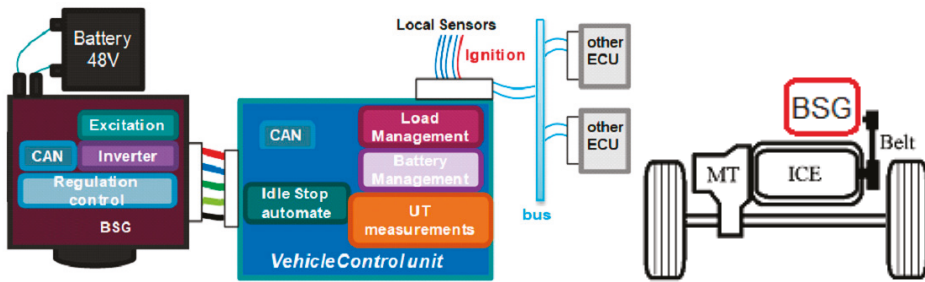 Battery
48V
Excitation
CAN
Inverter
Regulation
control
BSG
Local Sensors
Ignition
CAN
Load
Management
Battery
Management
Idle Stop
automate
UT
measurements
VehicleControl unit
bus
other
ECU
other
ECU
BSG
Belt
MT
ICE